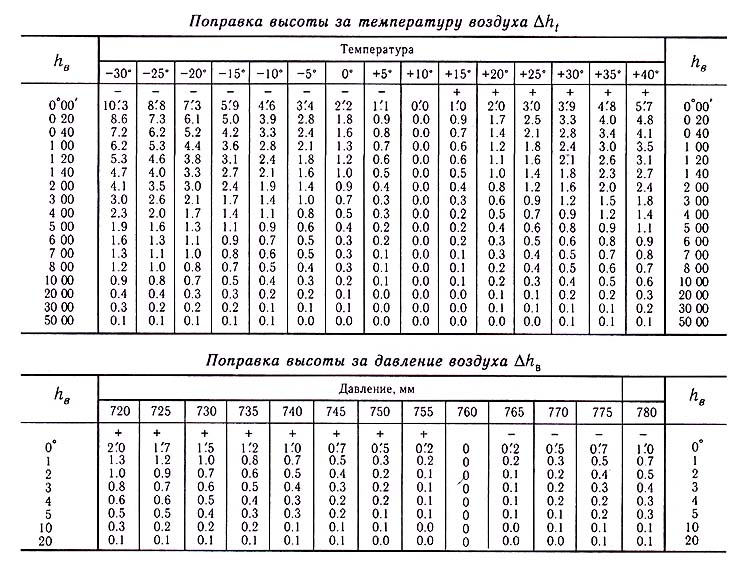 Поправка высоты за температуру воздуха Δht
hв Температура hв
−30° −25° −20° −15° −10° −5° 0° +5° +10° +15° +20° +25° +30° +35° +40°
− − − − − − − − + + + + + +
0°00′ 10.′3 8.′8 7.′3 5.′9 4.′6 3.′4 2.′2 1.′1 0.′0 1.′0 2.′0 3.′0 3.′9 4.′8 5.′7 0°00′
0 20 8.6 7.3 6.1 5.0 3.9 2.8 1.8 0.9 0.0 0.9 1.7 2.5 3.3 4.0 4.8 0 20
0 40 7.2 6.2 5.2 4.2 3.3 2.4 1.6 0.8 0.0 0.7 1.4 2.1 2.8 3.4 4.1 0 40
1 00 6.2 5.3 4.4 3.6 2.8 2.1 1.3 0.7 0.0 0.6 1.2 1.8 2.4 3.0 3.5 1 00
1 20 5.3 4.6 3.8 3.1 2.4 1.8 1.2 0.6 0.0 0.6 1.1 1.6 2.1 2.6 3.1 1 20
1 40 4.7 4.0 3.3 2.7 2.1 1.6 1.0 0.5 0.0 0.5 1.0 1.4 1.8 2.3 2.7 1 40
2 00 4.1 3.5 3.0 2.4 1.9 1.4 0.9 0.4 0.0 0.4 0.8 1.2 1.6 2.0 2.4 2 00
3 00 3.0 2.6 2.1 1.7 1.4 1.0 0.7 0.3 0.0 0.3 0.6 0.9 1.2 1.5 1.8 3 00
4 00 2.3 2.0 1.7 1.4 1.1 0.8 0.5 0.3 0.0 0.2 0.5 0.7 0.9 1.2 1.4 4 00
5 00 1.9 1.6 1.3 1.1 0.9 0.6 0.4 0.2 0.0 0.2 0.4 0.6 0.8 0.9 1.1 5 00
6 00 1.6 1.3 1.1 0.9 0.7 0.5 0.3 0.2 0.0 0.2 0.3 0.5 0.6 0.8 0.9 6 00
7 00 1.3 1.1 1.0 0.8 0.6 0.5 0.3 0.1 0.0 0.1 0.3 0.4 0.5 0.7 0.8 7 00
8 00 1.2 1.0 0.8 0.7 0.5 0.4 0.3 0.1 0.0 0.1 0.2 0.4 0.5 0.6 0.7 8 00
10 00 0.9 0.8 0.7 0.5 0.4 0.3 0.2 0.1 0.0 0.1 0.2 0.3 0.4 0.5 0.6 10 00
20 00 0.4 0.4 0.3 0.3 0.2 0.2 0.1 0.1 0.0 0.0 0.1 0.1 0.2 0.2 0.3 20 00
30 00 0.3 0.2 0.2 0.2 0.1 0.1 0.1 0.0 0.0 0.0 0.1 0.1 0.1 0.1 0.2 30 00
50 00 0.1 0.1 0.1 0.1 0.1 0.0 0.0 0.0 0.0 0.0 0.0 0.0 0.1 0.1 0.1 50 00
Поправка высоты за давление воздуха Δhв
hв Давление, мм hв
720 725 730 735 740 745 750 755 760 765 770 775 780
+ + + + + + + + − − − −
0° 2.′0 1.′7 1.′5 1.′2 1.′0 0.′7 0.′5 0.′2 0 0.′2 0.′5 0.′7 1.′0 0°
1 1.3 1.2 1.0 0.8 0.7 0.5 0.3 0.2 0 0.2 0.3 0.5 0.7 1
2 1.0 0.9 0.7 0.6 0.5 0.4 0.2 0.1 0 0.1 0.2 0.4 0.5 2
3 0.8 0.7 0.6 0.5 0.4 0.3 0.2 0.1 0 0.1 0.2 0.3 0.4 3
4 0.6 0.6 0.5 0.4 0.3 0.2 0.2 0.1 0 0.1 0.2 0.2 0.3 4
5 0.5 0.5 0.4 0.3 0.3 0.2 0.1 0.1 0 0.1 0.1 0.2 0.3 5
10 0.3 0.2 0.2 0.2 0.1 0.1 0.1 0.0 0 0.0 0.1 0.1 0.1 10
20 0.1 0.1 0.1 0.1 0.1 0.1 0.0 0.0 0 0.0 0.0 0.1 0.1 20